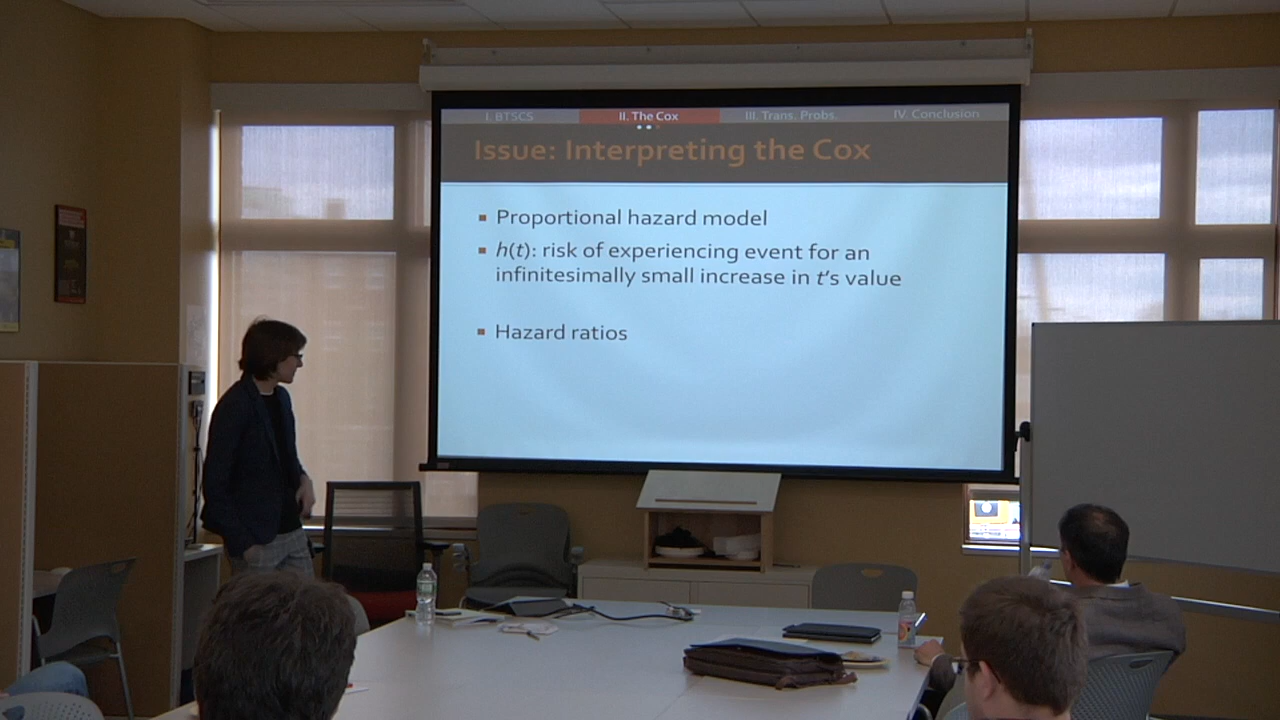 I. BTSCS II. The Cox III. Trans. Probs. IV. Conclusion
Issue: Interpreting the Cox
Proportional hazard model
h(t): risk of experiencing event for an
infinitesimally small increase in t's value
Hazard ratios